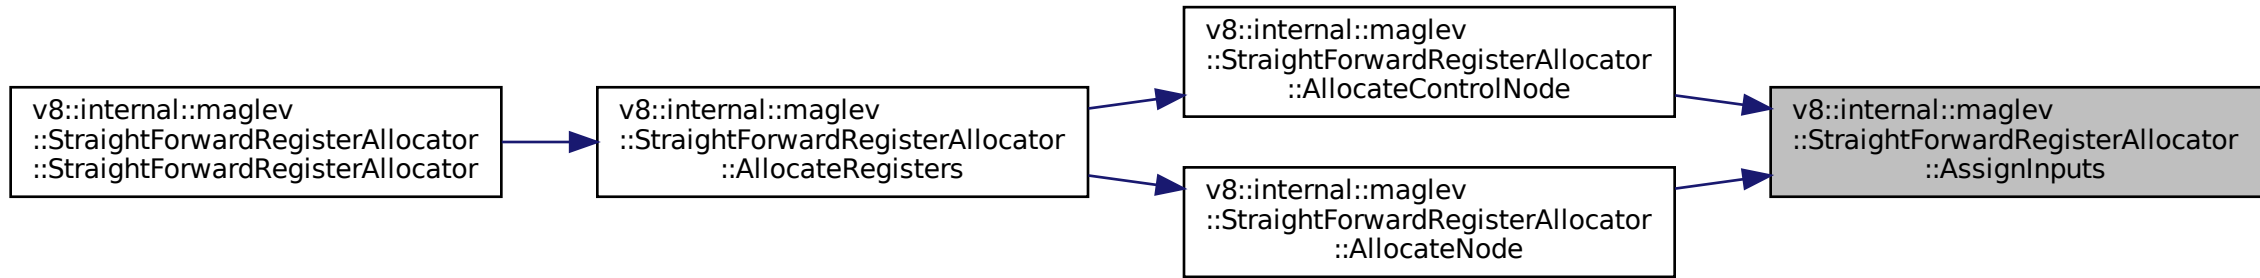 v8::internal::maglev
::StraightForwardRegisterAllocator
::StraightForwardRegisterAllocator
v8::internal::maglev
::StraightForwardRegisterAllocator
::AllocateRegisters
v8::internal::maglev
::StraightForwardRegisterAllocator
::AllocateControlNode
v8::internal::maglev
::StraightForwardRegisterAllocator
::AllocateNode
v8::internal::maglev
::StraightForwardRegisterAllocator
::AssignInputs